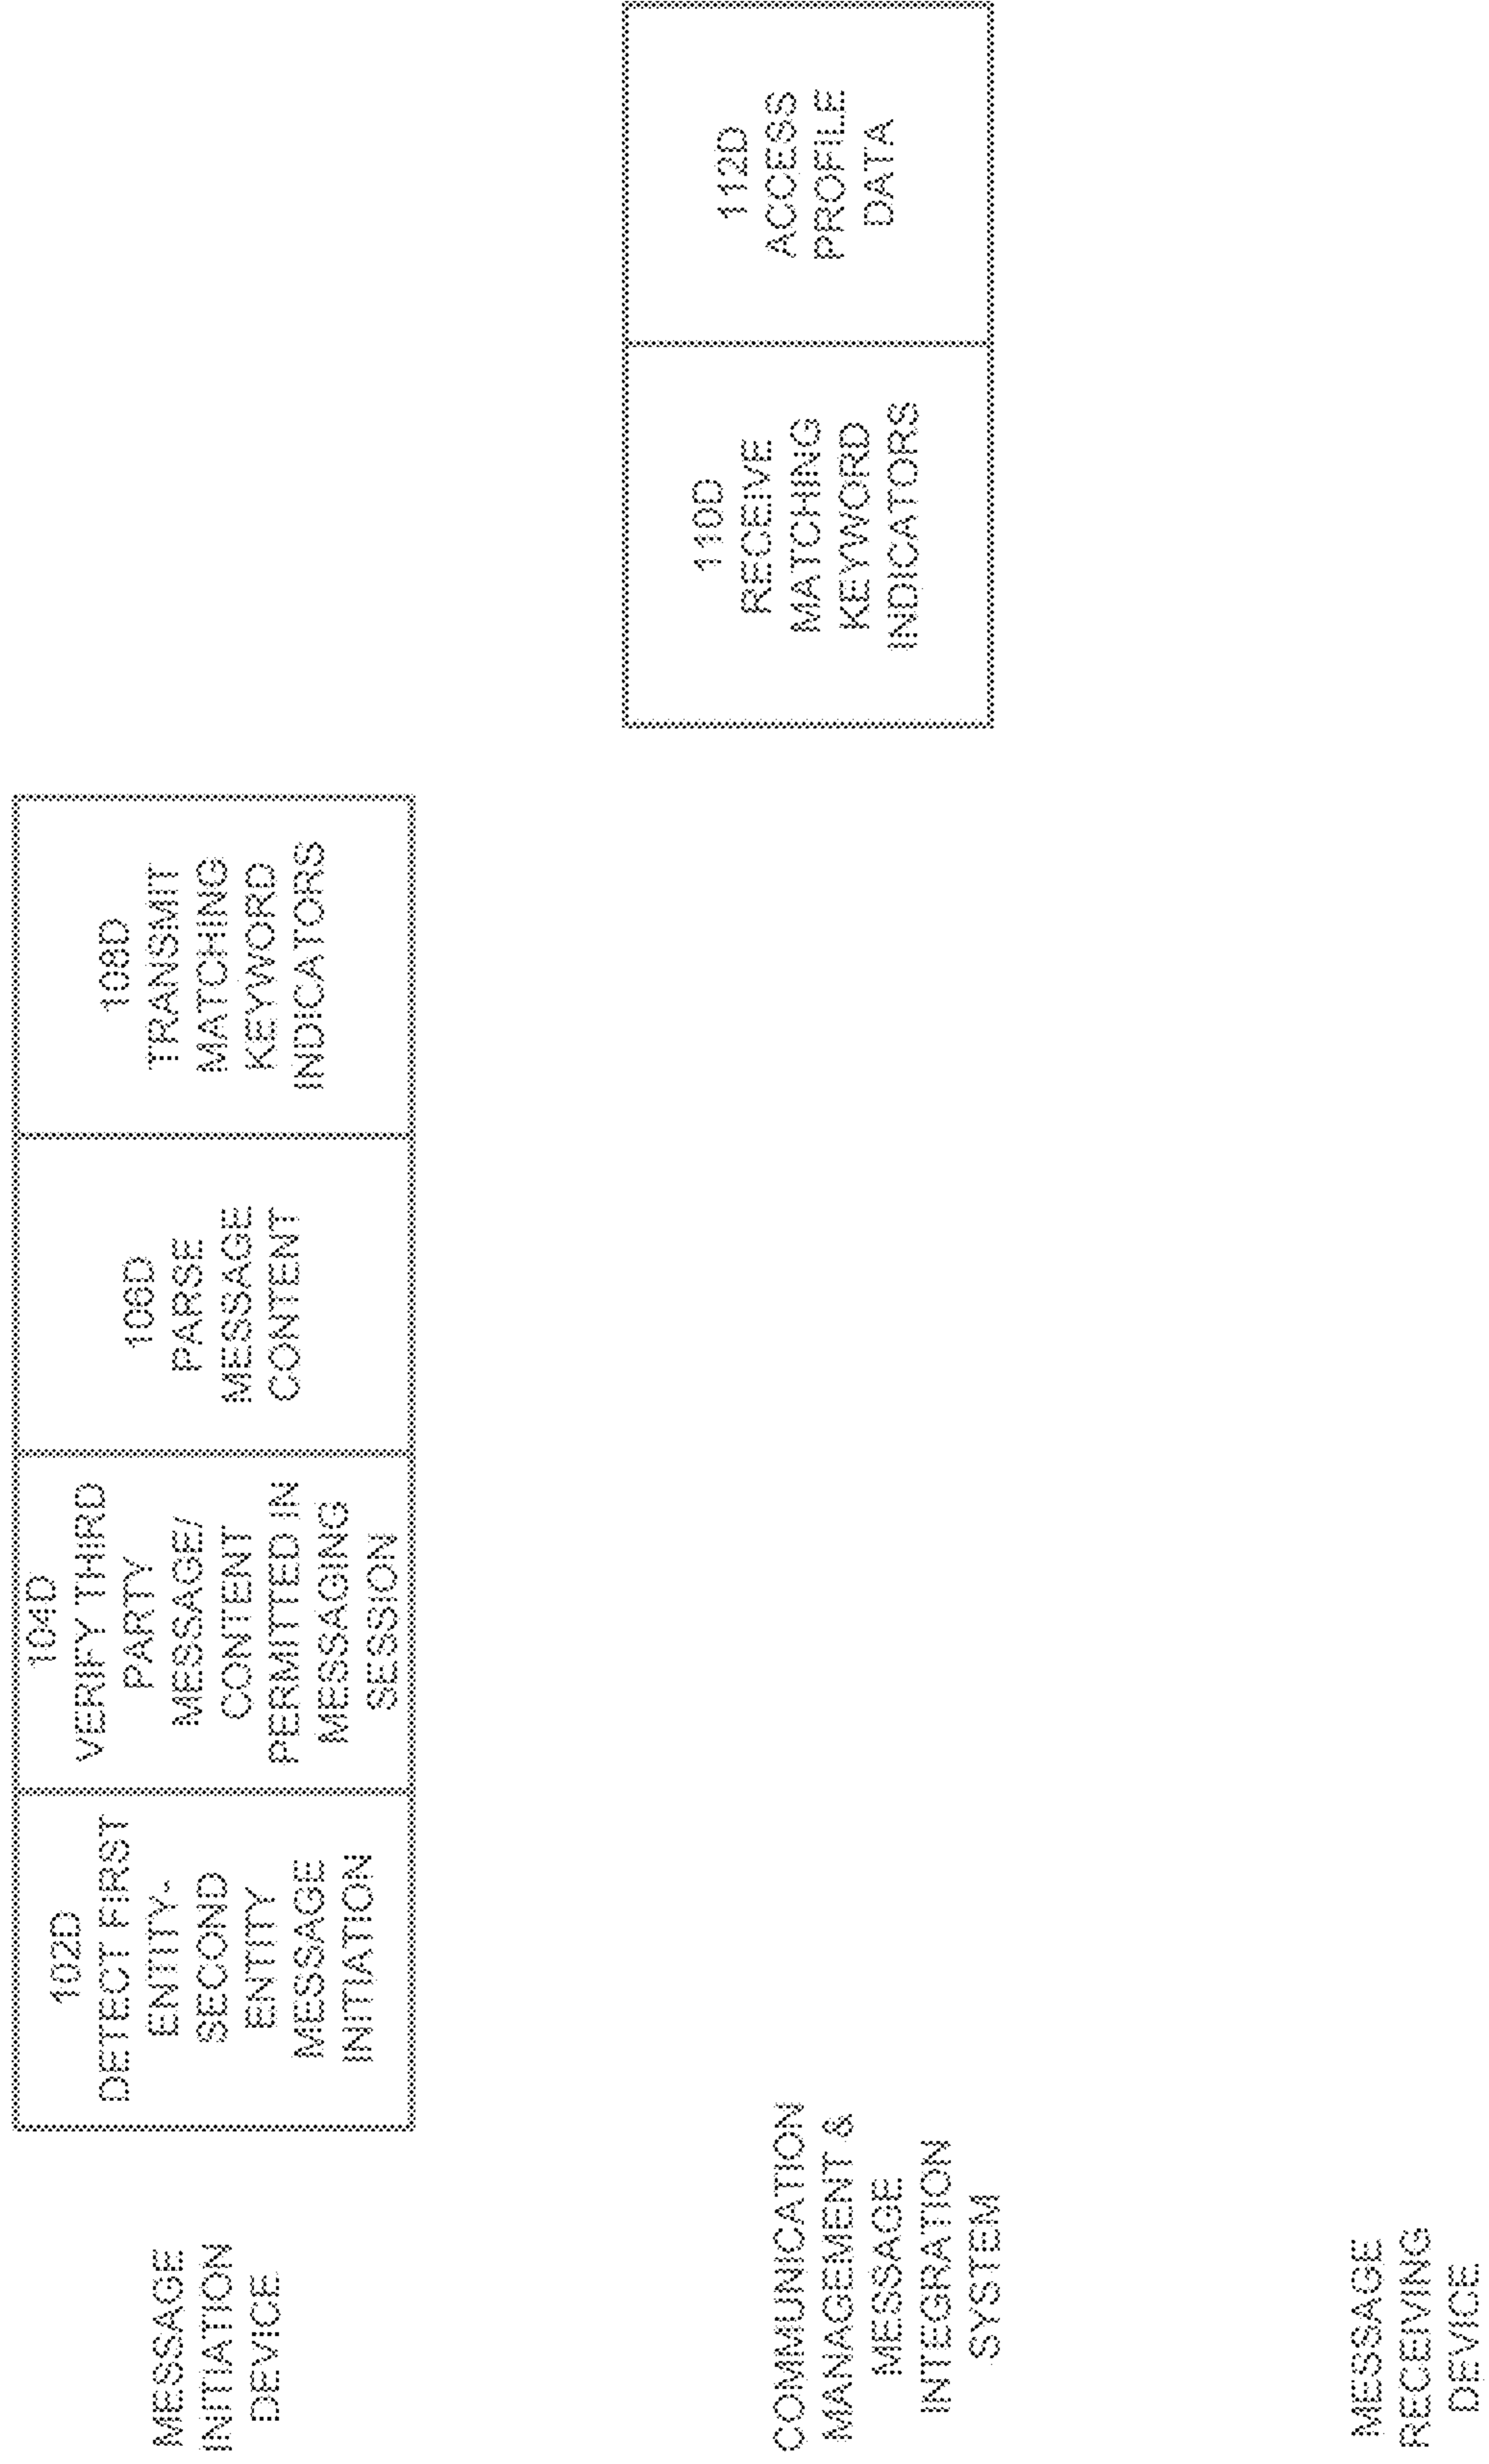 MESSAGE
INITIATION
DEVICE
102D
DETECT FIRST
ENTITY-
SECOND
ENTITY
MESSAGE
INITIATION
104D
VERIFY THIRD
PARTY
MESSAGE/
CONTENT
PERMITTED IN
MESSAGING
SESSION
106D
PARSE
MESSAGE
CONTENT
108D
TRANSMIT
MATCHING
KEYWORD
INDICATORS
COMMUNICATION
MANAGEMENT &
MESSAGE
INTEGRATION
SYSTEM
110D
RECEIVE
MATCHING
KEYWORD
INDICATORS
112D
ACCESS
PROFILE
DATA
MESSAGE
RECEIVING
DEVICE